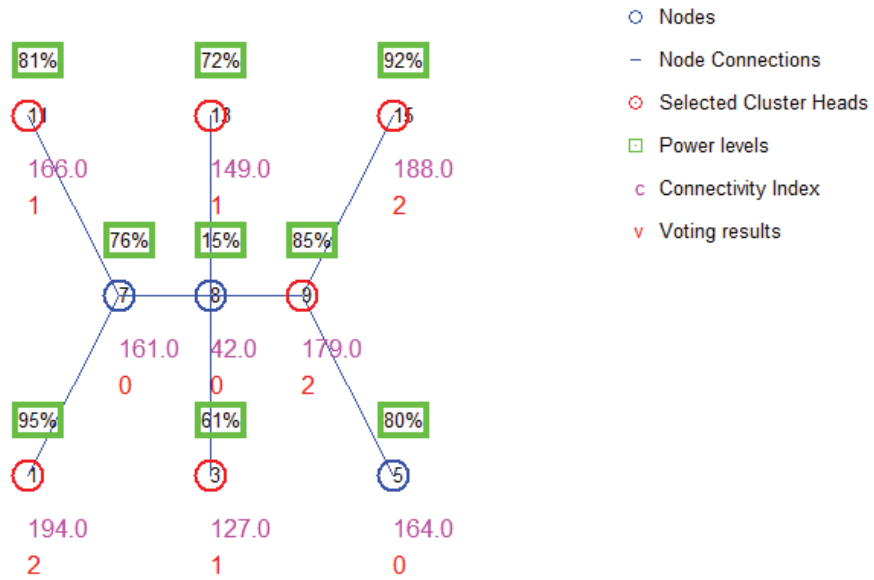 Nodes
Node Connections
Selected Cluster Heads
Power levels
c Connectivity Index
v Voting results
81% 72% 92%
11 13 15
166.0 149.0 188.0
1 1 2
76% 15% 85%
7 8 9
161.0 42.0 179.0
0 0 2
95% 61% 80%
1 3 5
194.0 127.0 164.0
2 1 0